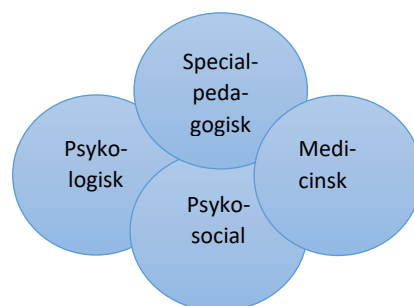 Special-
peda-
gogisk
Psyko-
logisk
Medi-
cinsk
Psyko-
social